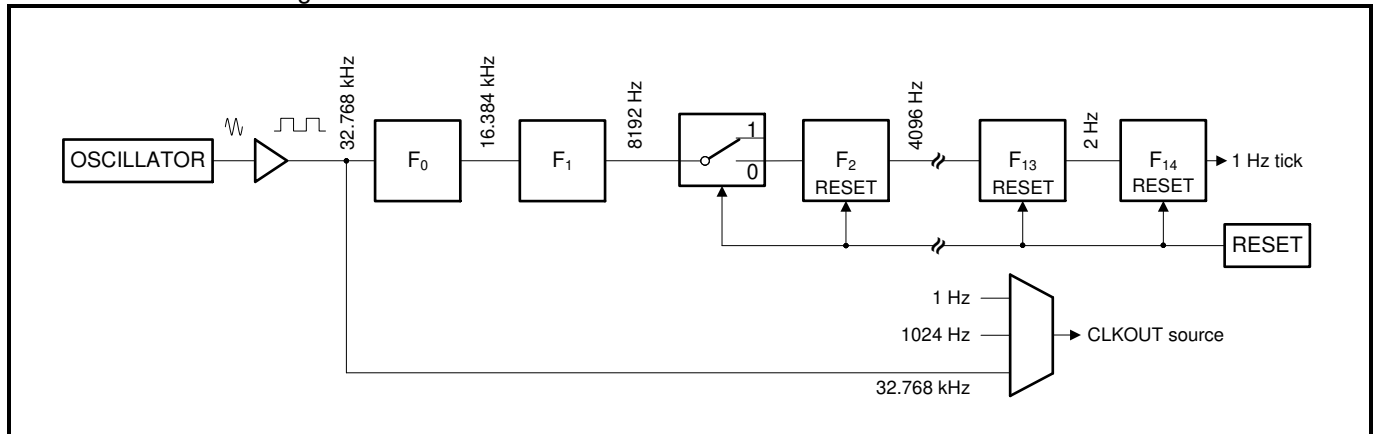 OSCILLATOR
32.768 kHz
F0
16.384 kHz
F1
8192 Hz
1
0
F2
RESET
4096 Hz
F13
RESET
2 Hz
F14
RESET
1 Hz tick
RESET
1 Hz
1024 Hz
32.768 kHz
CLKOUT source